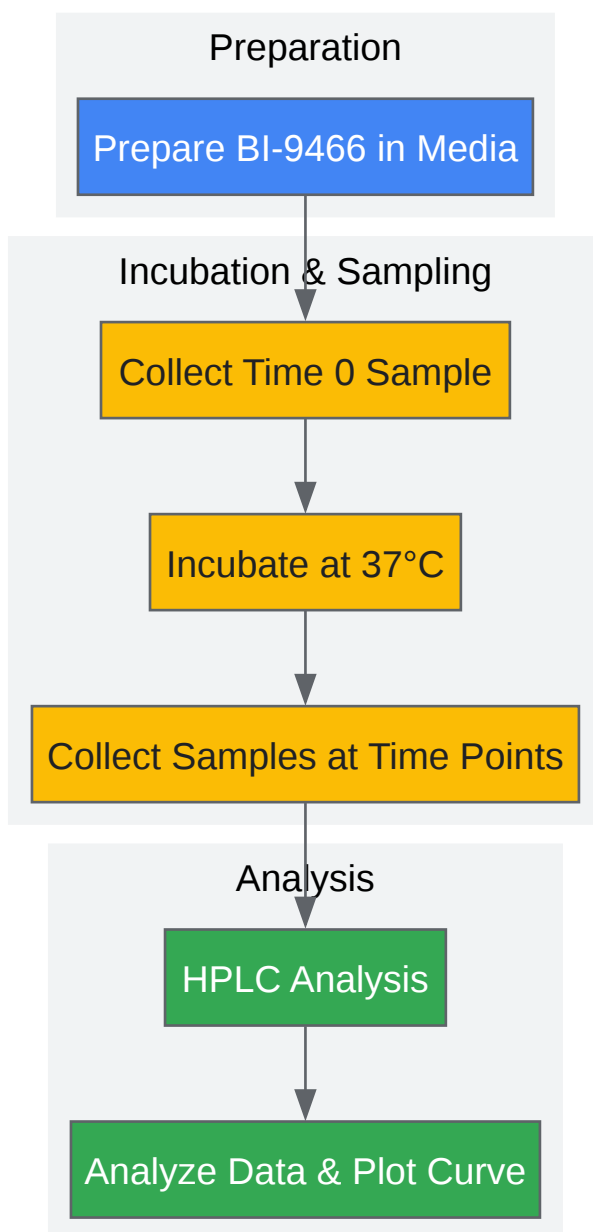 Preparation
Prepare BI-9466 in Media
Incubation & Sampling
Collect Time 0 Sample
Incubate at 37°C
Collect Samples at Time Points
Analysis
HPLC Analysis
Analyze Data & Plot Curve